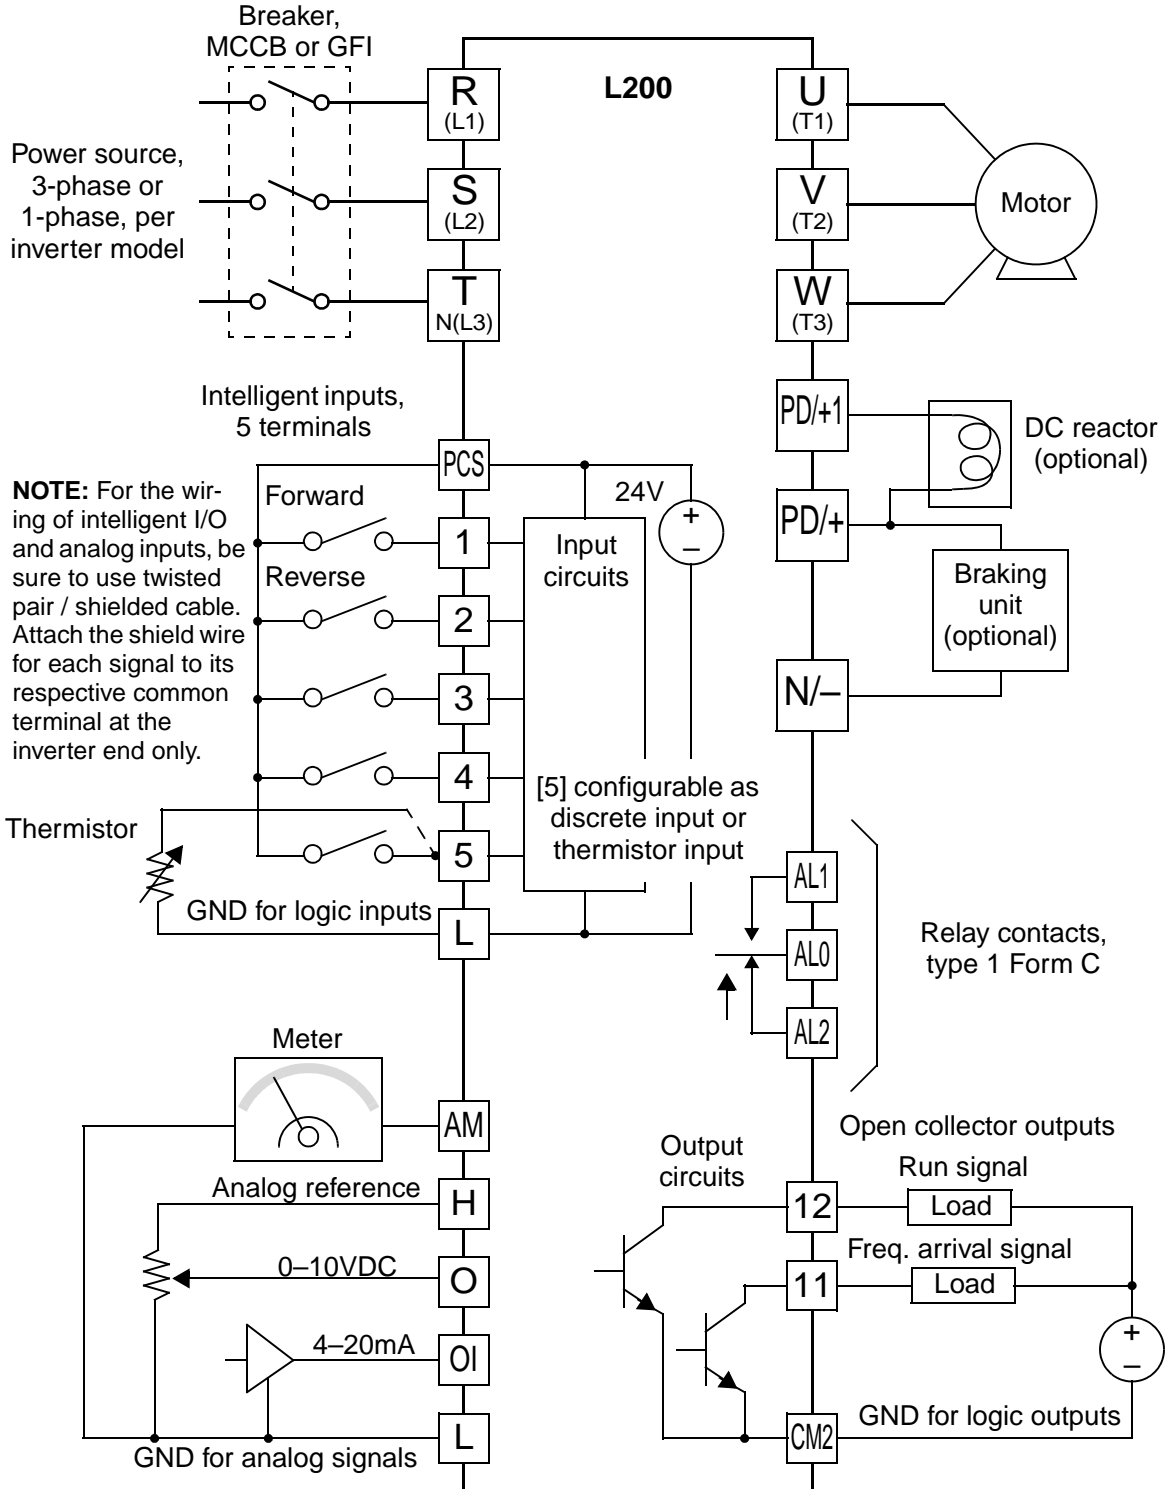 Breaker,
MCCB or GFI
L200
R
(L1)
U
(T1)
Power source,
3-phase or
1-phase, per
inverter model
S
(L2)
V
(T2)
Motor
T
N(L3)
W
(T3)
Intelligent inputs,
5 terminals
PD/+1
DC reactor
(optional)
PCS
NOTE: For the wir-
ing of intelligent I/O
and analog inputs, be
sure to use twisted
pair / shielded cable.
Attach the shield wire
for each signal to its
respective common
terminal at the
inverter end only.
Forward
24V
+
–
PD/+
1
Input
circuits
Reverse
2
Braking
unit
(optional)
3
N/–
4
[5] configurable as
discrete input or
thermistor input
Thermistor
5
AL1
GND for logic inputs
L
AL0
Relay contacts,
type 1 Form C
AL2
Meter
AM
Open collector outputs
Output
circuits
Run signal
Analog reference
H
12
Load
Freq. arrival signal
0–10VDC
O
11
Load
4–20mA
OI
+
–
L
GND for analog signals
CM2
GND for logic outputs